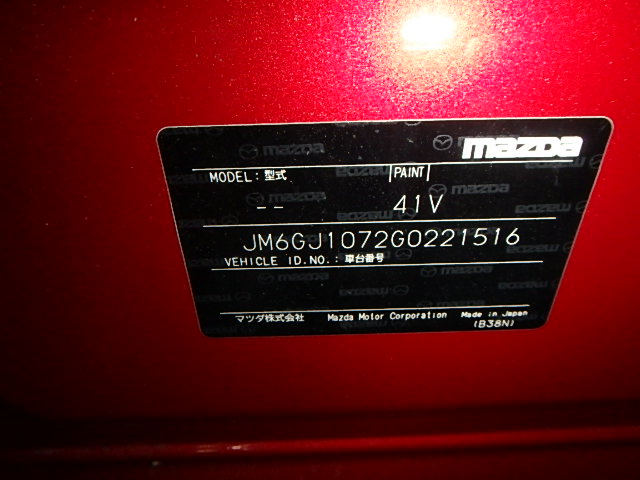 mazda
MODEL: 型式 PAINT
-- 41V
JM6GJ1072G0221516
VEHICLE ID.NO.: 車台番号
マツダ株式会社 Mazda Motor Corporation Made in Japan
(B38N)